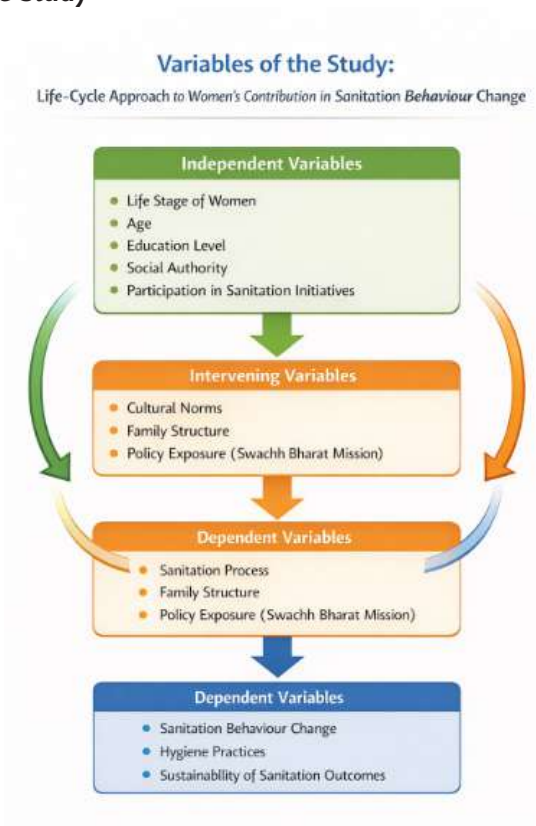 Variables of the Study:
Life-Cycle Approach to Women's Contribution in Sanitation Behaviour Change
Independent Variables
Life Stage of Women
Age
Education Level
Social Authority
Participation in Sanitation Initiatives
Intervening Variables
Cultural Norms
Family Structure
Policy Exposure (Swachh Bharat Mission)
Dependent Variables
Sanitation Process
Family Structure
Policy Exposure (Swachh Bharat Mission)
Dependent Variables
Sanitation Behaviour Change
Hygiene Practices
Sustainability of Sanitation Outcomes